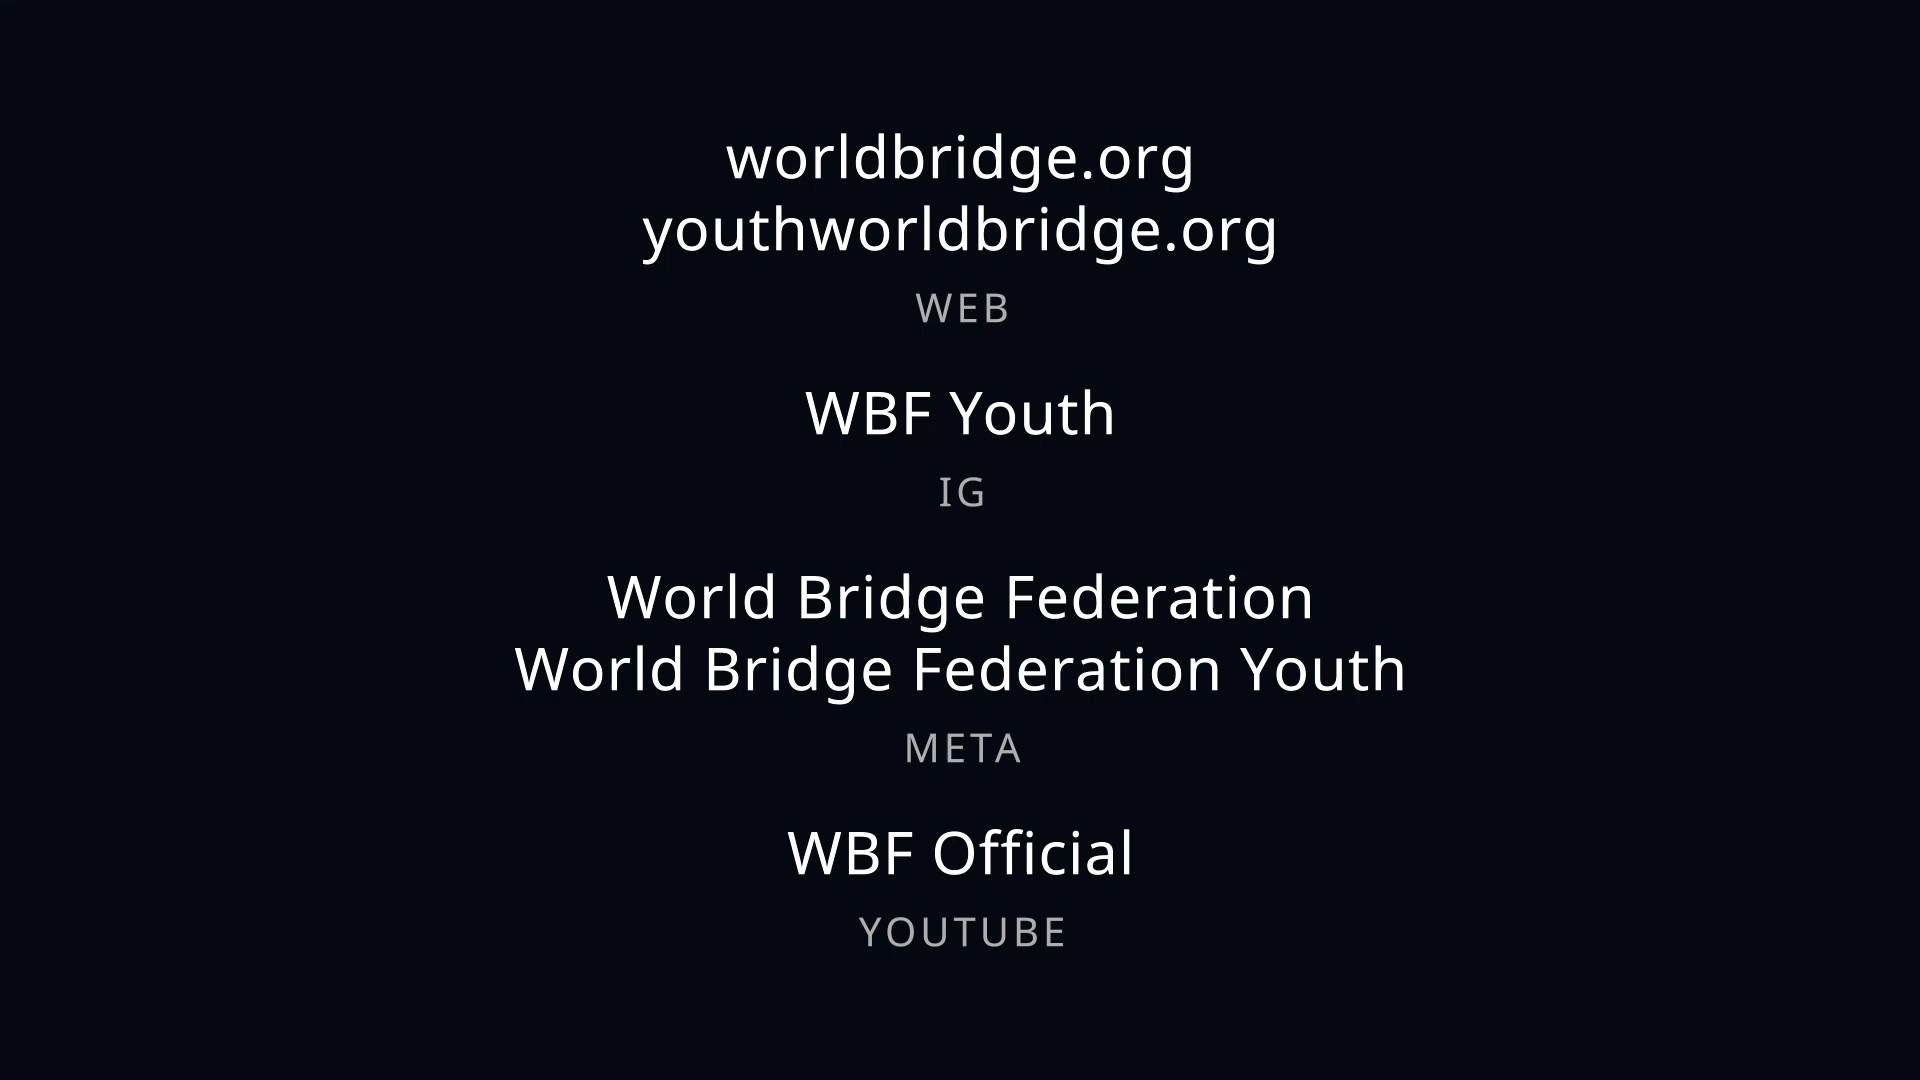 worldbridge.org
youthworldbridge.org
WEB
WBF Youth
IG
World Bridge Federation
World Bridge Federation Youth
META
WBF Official
YOUTUBE